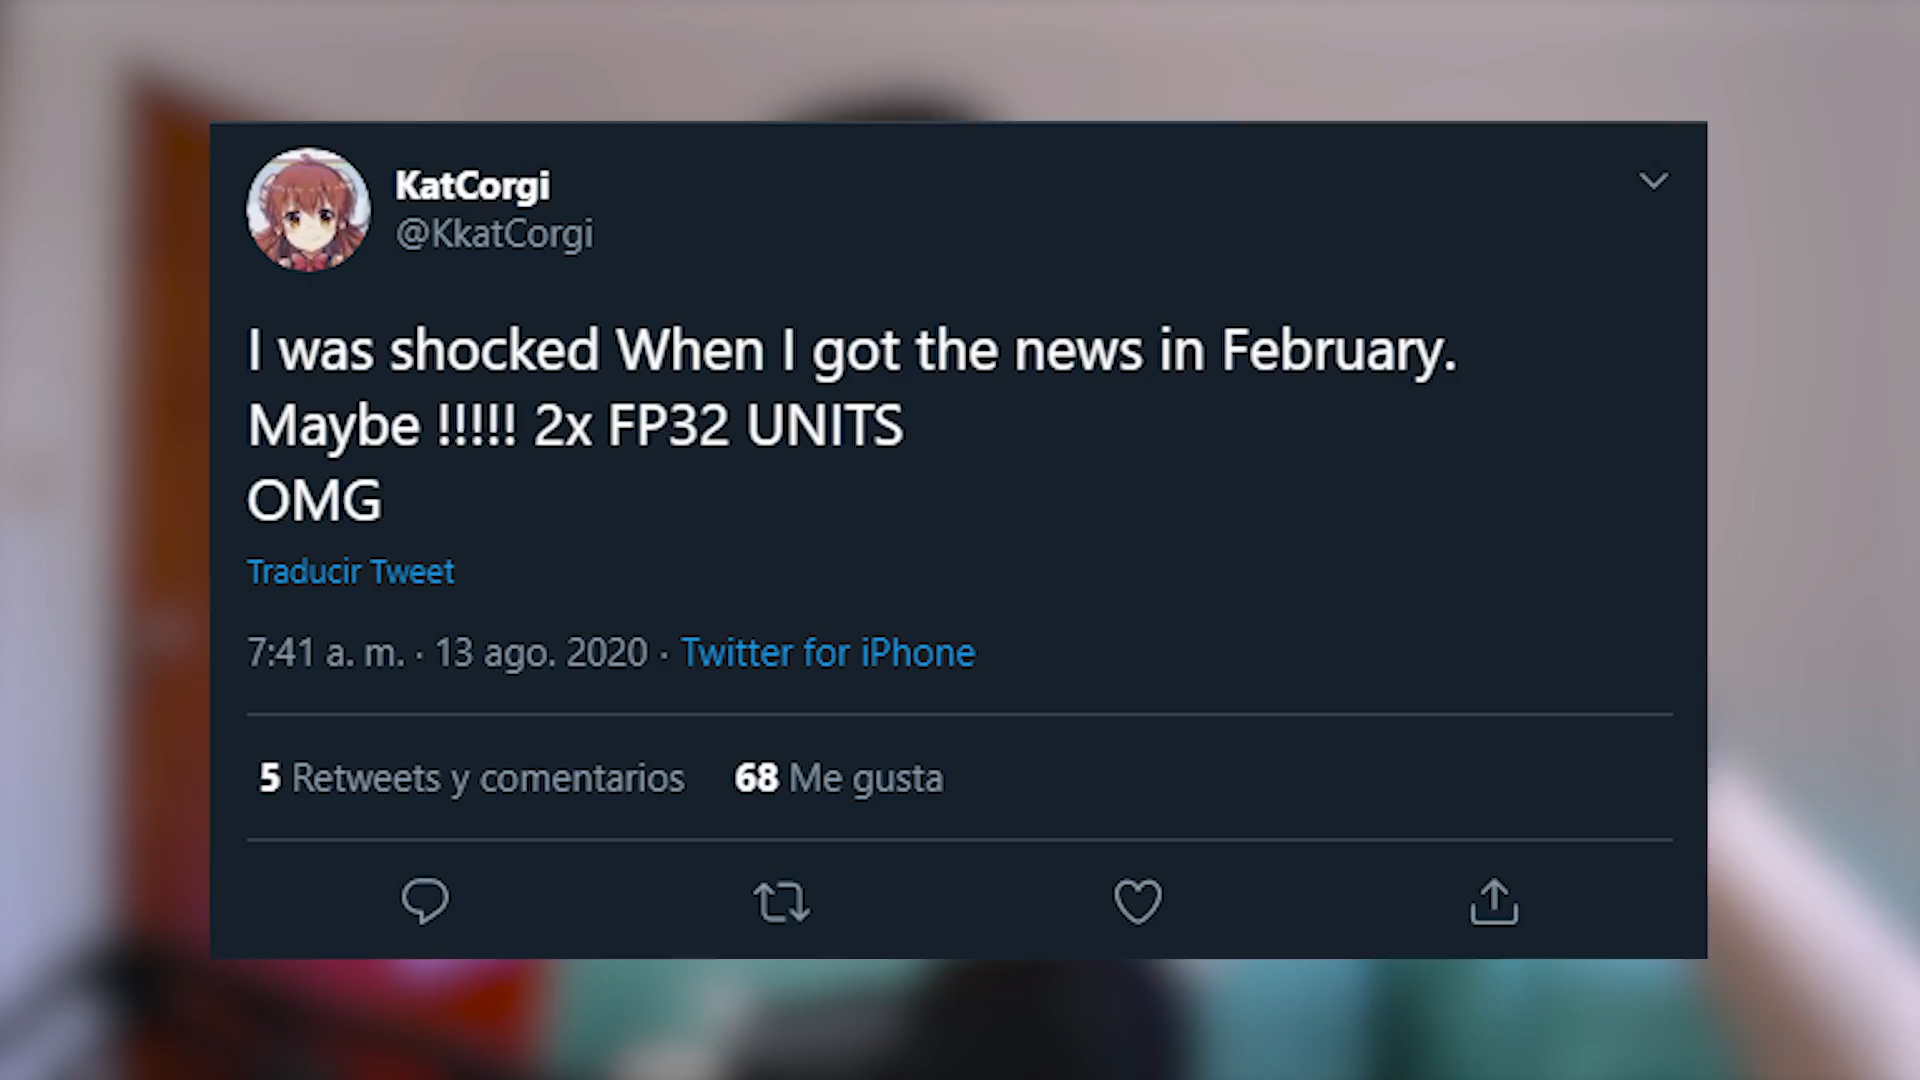 KatCorgi
@KkatCorgi
I was shocked When I got the news in February.
Maybe !!!!! 2x FP32 UNITS
OMG
Traducir Tweet
7:41 a. m. · 13 ago. 2020 · Twitter for iPhone
5 Retweets y comentarios 68 Me gusta